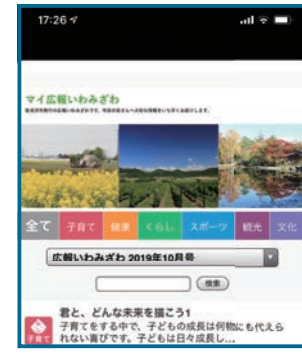 17:26
マイ広報いわみざわ
全て 子育て 健康 くらし スポーツ 観光 文化
広報いわみざわ 2019年10月号
検索
君と、どんな未来を描こう1
子育て
子育てをする中で、子どもの成長は何物にも代えら
れない喜びです。子どもは日々成長し...